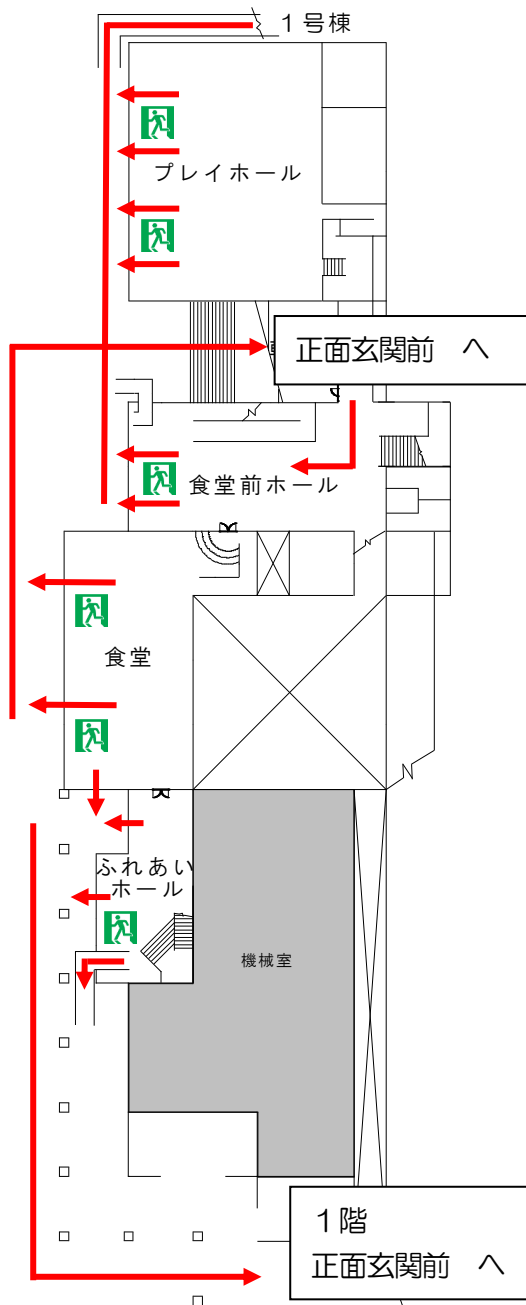 1号棟
プレイホール
正面玄関前 へ
食堂前ホール
食堂
ふれあい
ホール
機械室
1階
正面玄関前 へ